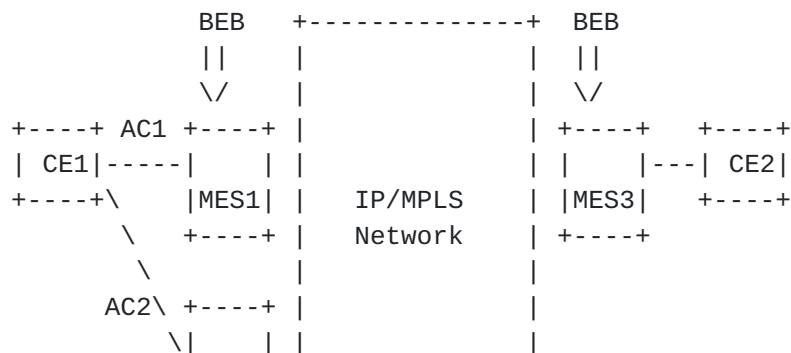 BEB   +--------------+  BEB
||   |              |  ||
\/   |              |  \/
+----+ AC1 +----+ |              | +----+   +----+
| CE1|-----|    | |              | |    |---| CE2|
+----+\    |MES1| |   IP/MPLS    | |MES3|   +----+
\   +----+ |   Network    | +----+
\         |              |
AC2\ +----+ |              |
\|    | |              |